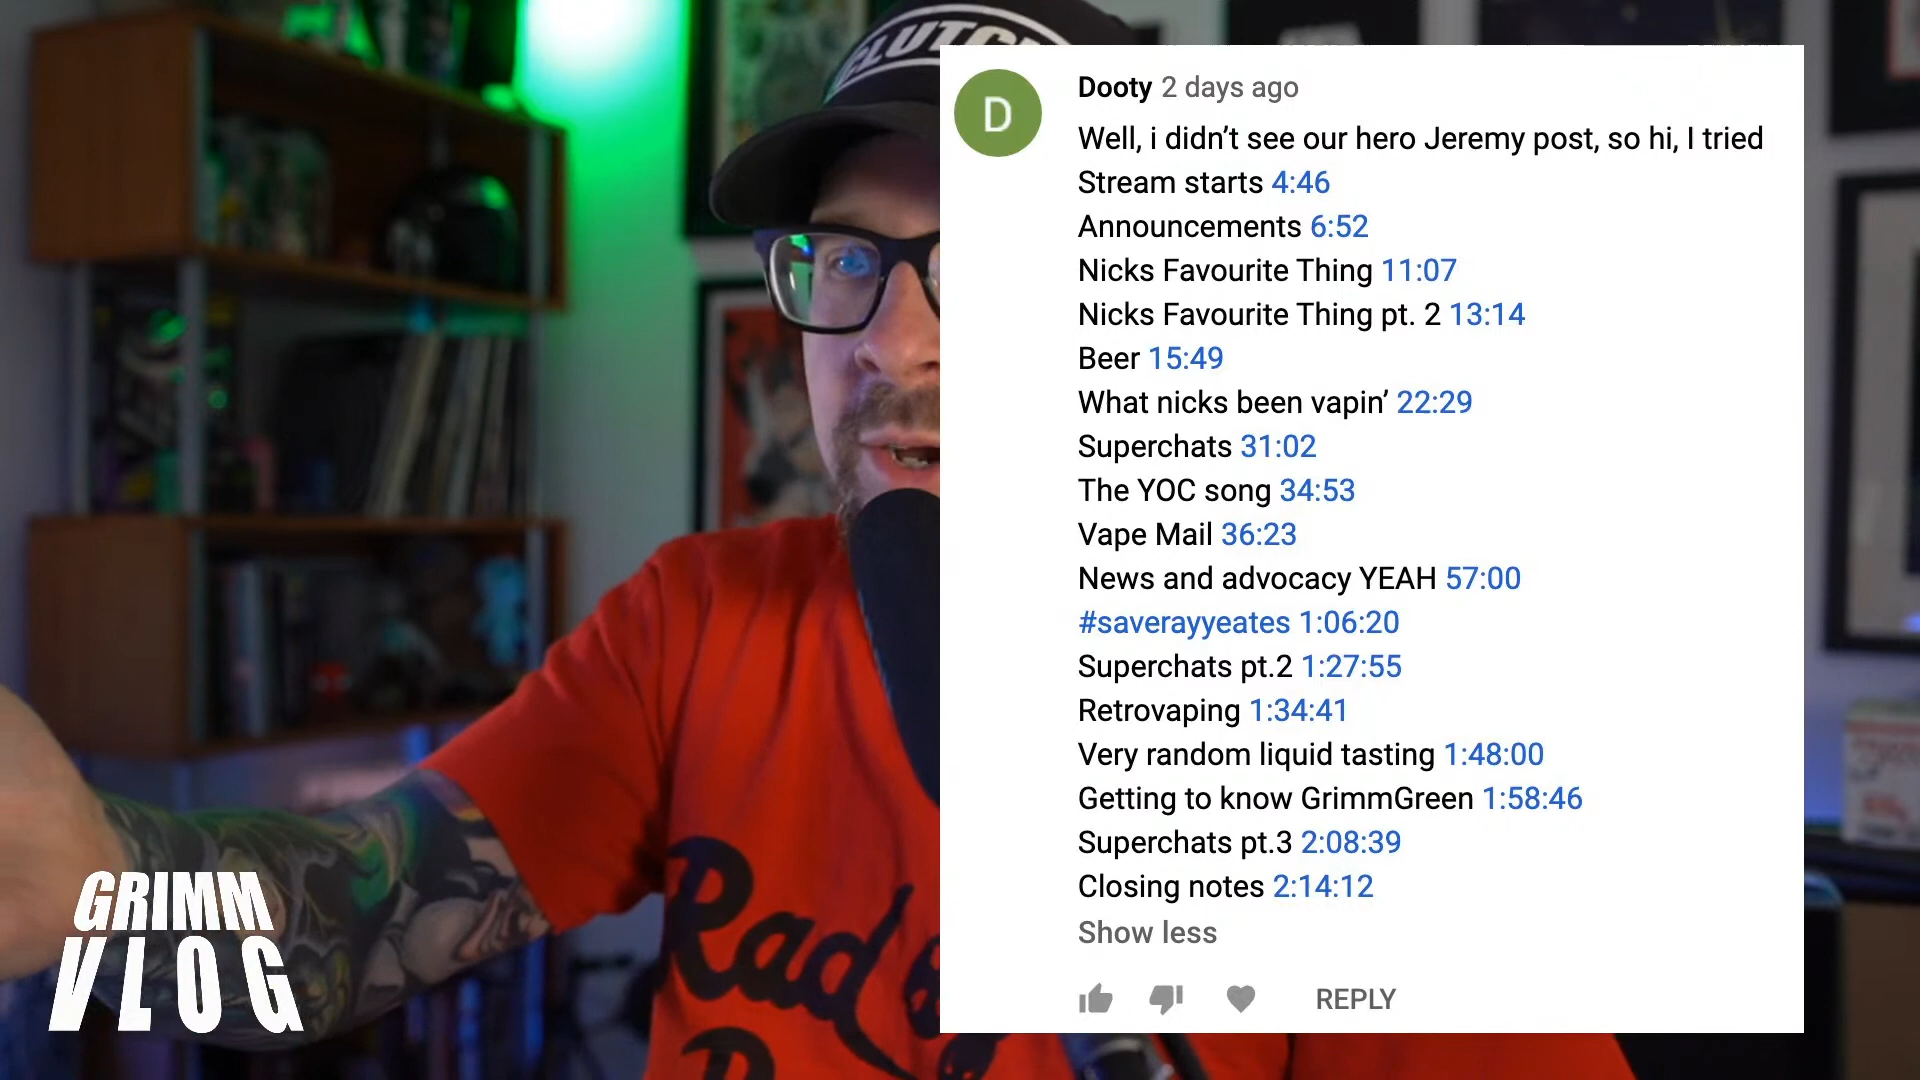 CLUTCH
D
Dooty 2 days ago
Well, i didn’t see our hero Jeremy post, so hi, I tried
Stream starts 4:46
Announcements 6:52
Nicks Favourite Thing 11:07
Nicks Favourite Thing pt. 2 13:14
Beer 15:49
What nicks been vapin’ 22:29
Superchats 31:02
The YOC song 34:53
Vape Mail 36:23
News and advocacy YEAH 57:00
#saverayyeates 1:06:20
Superchats pt.2 1:27:55
Retrovaping 1:34:41
Very random liquid tasting 1:48:00
Getting to know GrimmGreen 1:58:46
Superchats pt.3 2:08:39
Closing notes 2:14:12
Show less
REPLY
GRIMM
VLOG
Rad